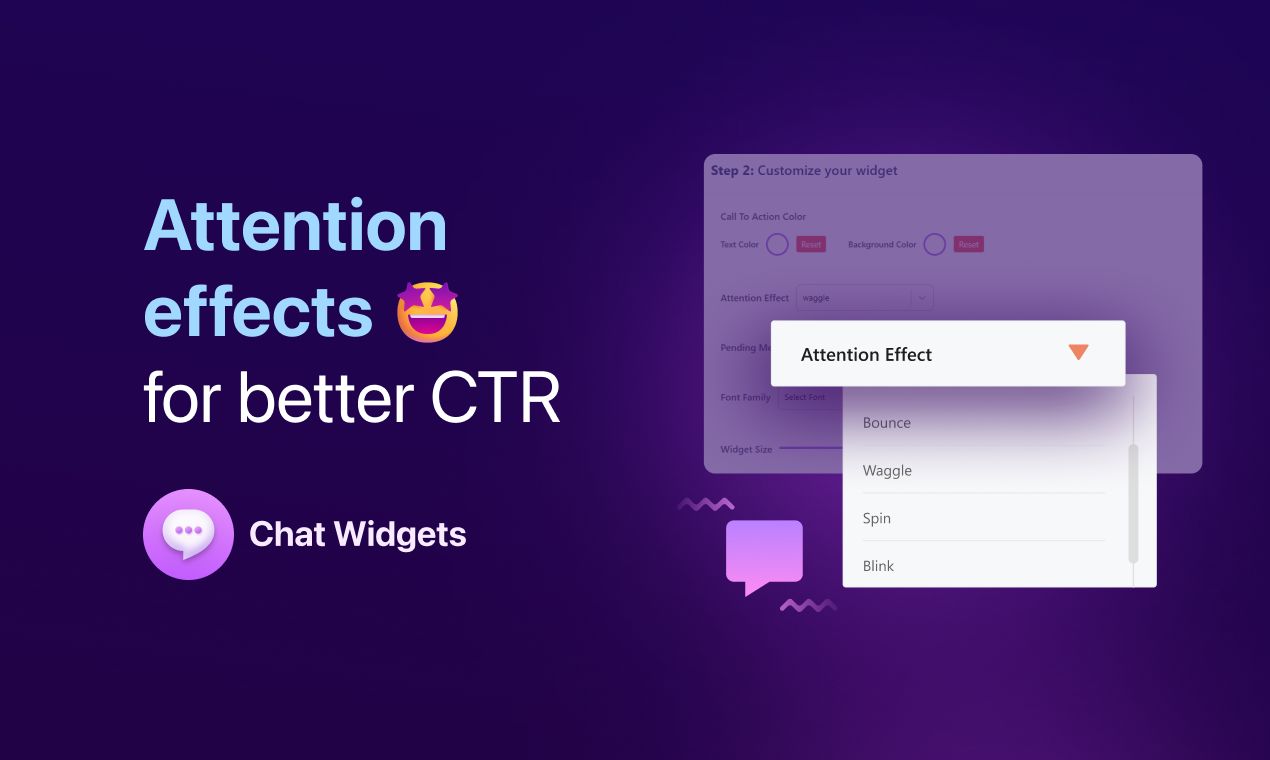 Attention
effects
for better CTR
Chat Widgets
Step 2: Customize your widget
Call To Action Color
Text Color Reset Background Color Reset
Attention Effect waggle
Attention Effect
Font Family Select Font
Bounce
Widget Size
Waggle
Spin
Blink